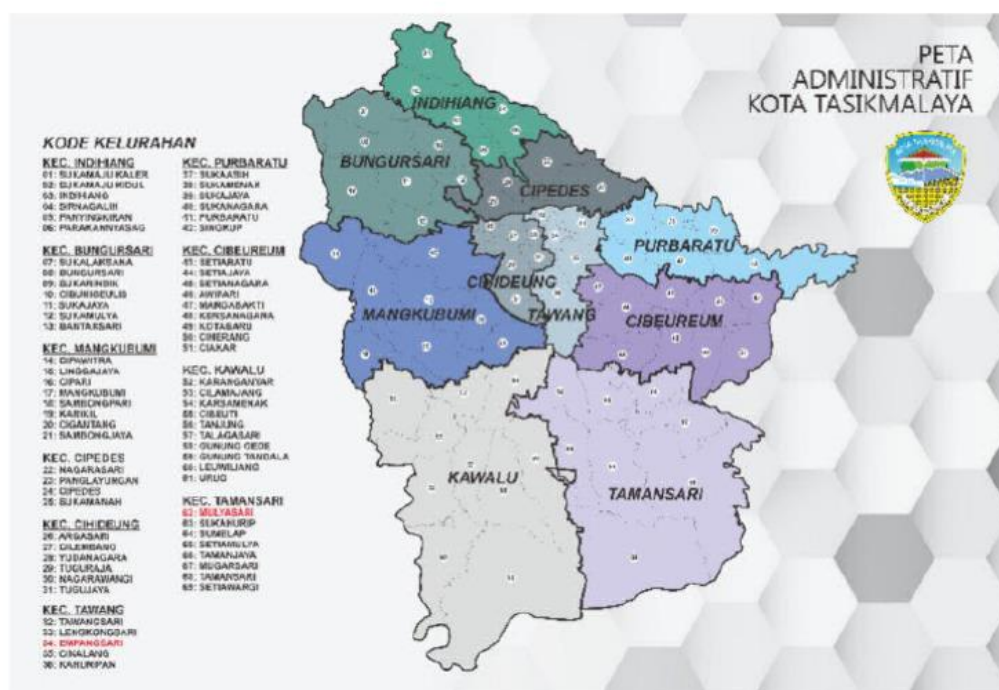 PETA
ADMINISTRATIF
KOTA TASIKMALAYA
KODE KELURAHAN
KEC. INDIHIANG
01: SUKAMAJU KALER
02: SUKAMAJU KIDUL
03: INDIHIANG
04: SIRNAGALIH
05: PANYINGKIRAN
06: PARAKANNYASAG
KEC. BUNGURSARI
07: SUKALAKSANA
08: BUNGURSARI
09: SUKARINDIK
10: CIBUNIGEULIS
11: SUKAJAYA
12: SUKAMULYA
13: BANTARSARI
KEC. MANGKUBUMI
14: CIPAWITRA
15: LINGGAJAYA
16: CIPARI
17: MANGKUBUMI
18: SAMBONGPARI
19: KARIKIL
20: CIGANTANG
21: SAMBONGJAYA
KEC. CIPEDES
22: NAGARASARI
23: PANGLAYUNGAN
24: CIPEDES
25: SUKAMANAH
KEC. CIHIDEUNG
26: ARGASARI
27: CILEMBANG
28: YUDANAGARA
29: TUGURAJA
30: NAGARAWANGI
31: TUGUJAYA
KEC. TAWANG
32: TAWANGSARI
33: LENGKONGSARI
34: EMPANGSARI
35: CIKALANG
36: KAHURIPAN
KEC. PURBARATU
37: SUKAASIH
38: SUKAMENAK
39: SUKAJAYA
40: SUKANAGARA
41: PURBARATU
42: SINGKUP
KEC. CIBEUREUM
43: SETIARATU
44: SETIAJAYA
45: SETIANAGARA
46: AWIPARI
47: MARGABAKTI
48: KERSANAGARA
49: KOTABARU
50: CIHERANG
51: CIAKAR
KEC. KAWALU
52: KARANGANYAR
53: CILAMAJANG
54: KARSAMENAK
55: CIBEUTI
56: TANJUNG
57: TALAGASARI
58: GUNUNG GEDE
59: GUNUNG TANDALA
60: LEUWILIANG
61: URUG
KEC. TAMANSARI
62: MULYASARI
63: SUKAHURIP
64: SUMELAP
65: SETIAMULYA
66: TAMANJAYA
67: MUGARSARI
68: TAMANSARI
69: SETIAWARGI
INDIHIANG
BUNGURSARI
CIPEDES
PURBARATU
CIHIDEUNG
MANGKUBUMI
TAWANG
CIBEUREUM
KAWALU
TAMANSARI